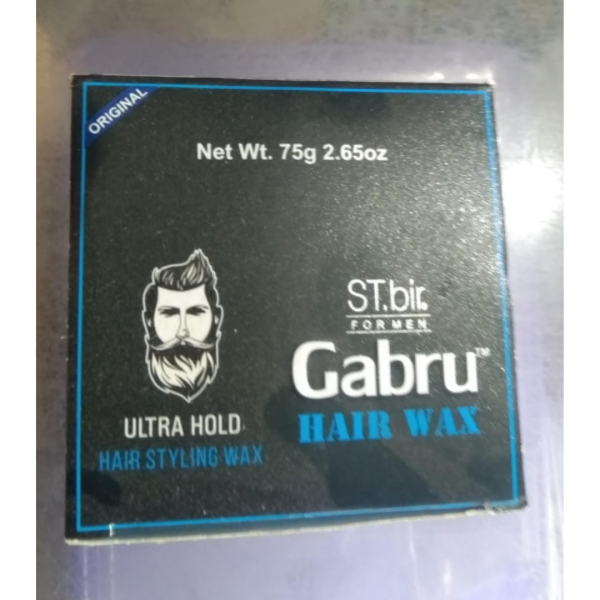 ORIGINAL
Net Wt. 75g 2.65oz
ST.bir.
FOR MEN
Gabru™
HAIR WAX
ULTRA HOLD
HAIR STYLING WAX